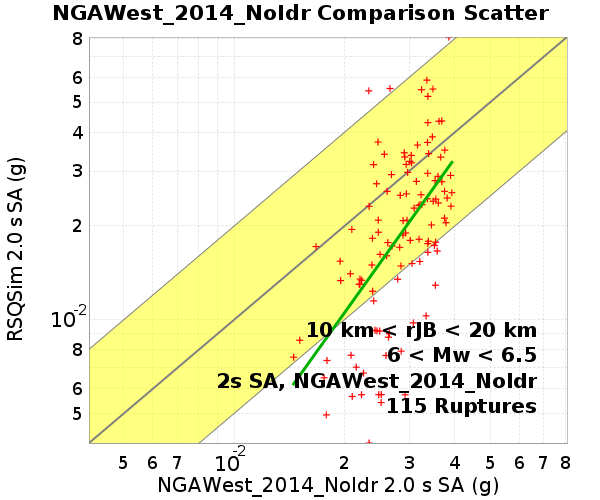 NGAWest_2014_NoIdr Comparison Scatter
RSQSim 2.0 s SA (g)
8
6
5
4
3
2
10⁻²
8
6
5
10 km < rJB < 20 km
6 < Mw < 6.5
2s SA, NGAWest_2014_NoIdr
115 Ruptures
5 6 7 10⁻² 2 3 4 5 6 7 8
NGAWest_2014_NoIdr 2.0 s SA (g)